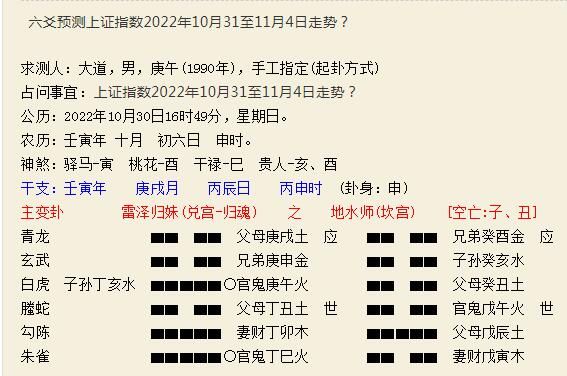 六爻预测上证指数2022年10月31至11月4日走势？
求测人：大道，男，庚午(1990年)，手工指定(起卦方式)
占问事宜：上证指数2022年10月31至11月4日走势？
公历：2022年10月30日16时49分，星期日。
农历：壬寅年 十月 初六日 申时。
神煞：驿马-寅 桃花-酉 干禄-巳 贵人-亥、酉
干支：壬寅年 庚戌月 丙辰日 丙申时 (卦身：申)
主变卦 雷泽归妹(兑宫-归魂) 之 地水师(坎宫) [空亡:子、丑]
青龙 父母庚戌土 应 兄弟癸酉金 应
玄武 兄弟庚申金 子孙癸亥水
白虎 子孙丁亥水 〇官鬼庚午火 父母癸丑土
螣蛇 父母丁丑土 世 官鬼戊午火 世
勾陈 妻财丁卯木 父母戊辰土
朱雀 〇官鬼丁巳火 妻财戊寅木